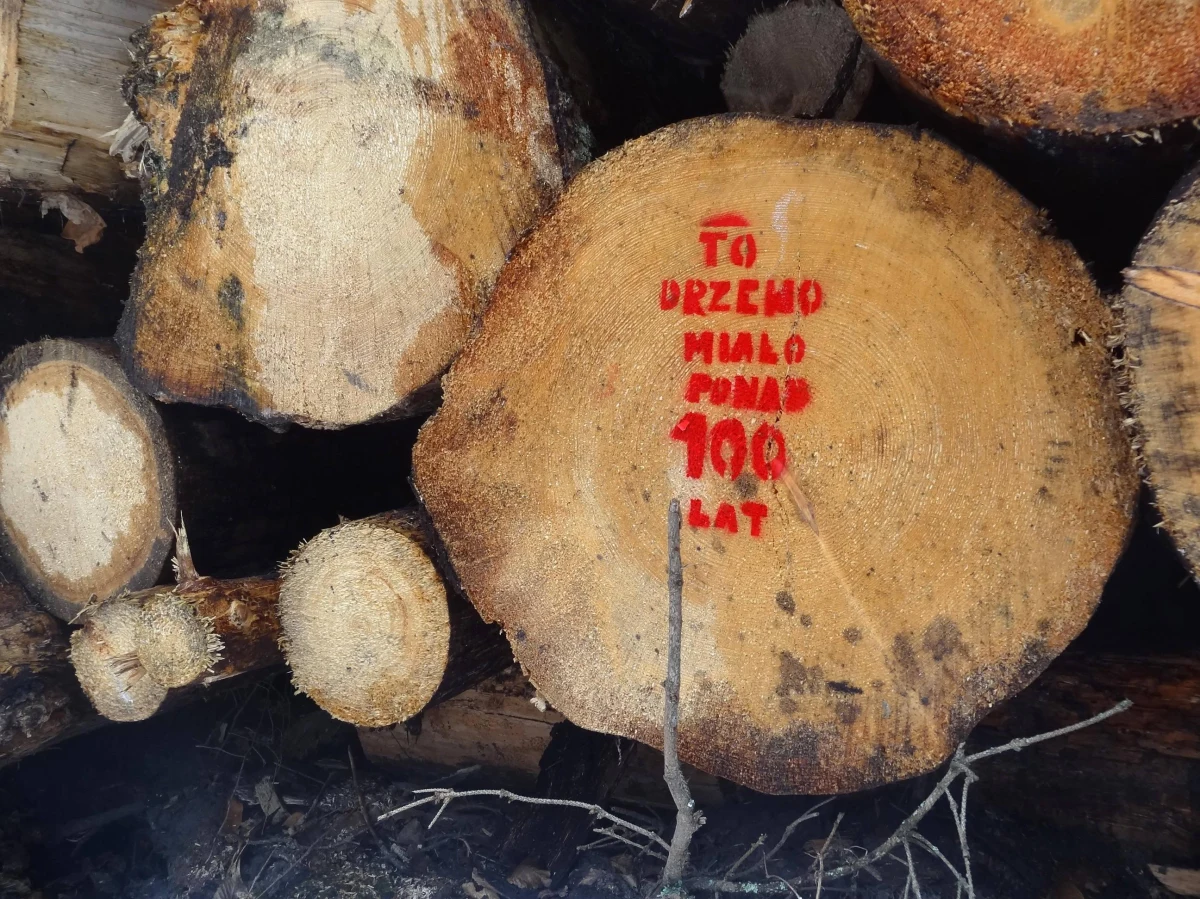 TO
DRZEWO
MIAŁO
PONAD
100
LAT